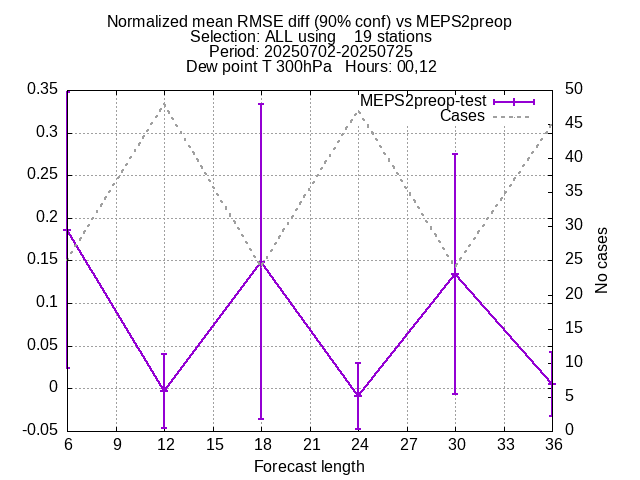 Normalized mean RMSE diff (90% conf) vs MEPS2preop
Selection: ALL using    19 stations
Period: 20250702-20250725
Dew point T 300hPa   Hours: 00,12
MEPS2preop-test
Cases
0.35
0.3
0.25
0.2
0.15
0.1
0.05
0
-0.05
50
45
40
35
30
25
20
15
10
5
0
No cases
6 9 12 15 18 21 24 27 30 33 36
Forecast length